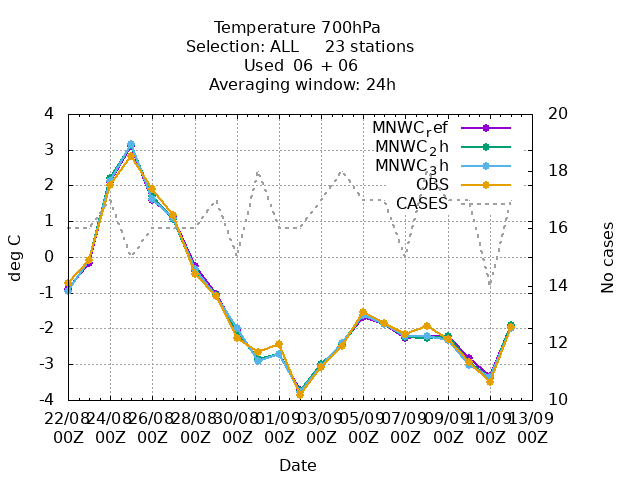 Temperature 700hPa
Selection: ALL 23 stations
Used 06 + 06
Averaging window: 24h
4
3
2
1
0
-1
-2
-3
-4
deg C
20
18
16
14
12
10
No cases
MNWCref
MNWC2h
MNWC3h
OBS
CASES
22/08 24/08 26/08 28/08 30/08 01/09 03/09 05/09 07/09 09/09 11/09 13/09
00Z 00Z 00Z 00Z 00Z 00Z 00Z 00Z 00Z 00Z 00Z 00Z
Date